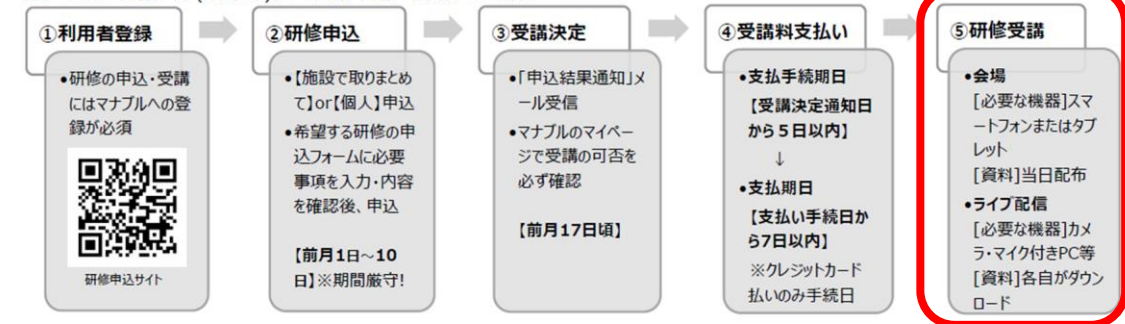 ①利用者登録
•研修の申込・受講
にはマナブルへの登
録が必須
研修申込サイト
②研修申込
•【施設で取りまとめ
て】or【個人】申込
•希望する研修の申
込フォームに必要
事項を入力・内容
を確認後、申込
【前月1日～10
日】※期間厳守!
③受講決定
•「申込結果通知」メ
ール受信
•マナブルのマイペー
ジで受講の可否を
必ず確認
【前月17日頃】
④受講料支払い
•支払手続期日
【受講決定通知日
から５日以内】
↓
•支払期日
【支払い手続日か
ら7日以内】
※クレジットカード
払いのみ手続日
⑤研修受講
•会場
[必要な機器]スマ
ートフォンまたはタブ
レット
[資料]当日配布
•ライブ配信
[必要な機器]カメ
ラ・マイク付きPC等
[資料]各自がダウン
ロード